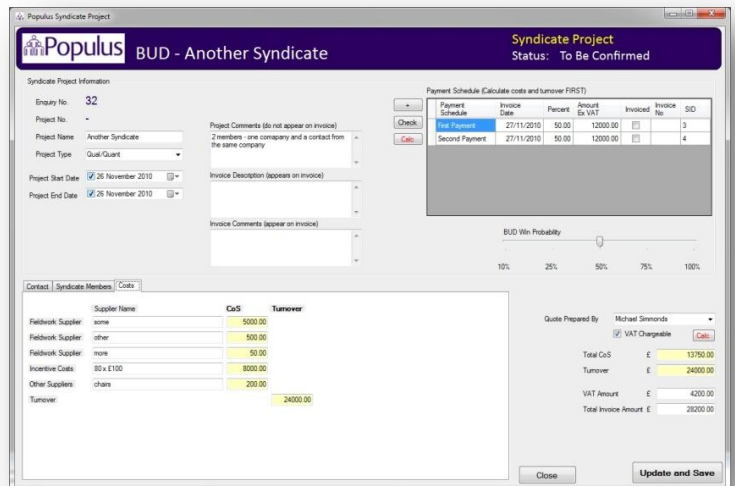 Populus Syndicate Project
Populus BUD - Another Syndicate
Syndicate Project
Status: To Be Confirmed
Syndicate Project Information
Enquiry No. 32
Project No. -
Project Name Another Syndicate
Project Type Qual/Quant
Project Start Date 26 November 2010
Project End Date 26 November 2010
Project Comments (do not appear on invoice)
2 members - one comapany and a contact from
the same company
Invoice Description (appears on invoice)
Invoice Comments (appear on invoice)
+
Check
Calc
Payment Schedule (Calculate costs and turnover FIRST)
Payment Schedule Invoice Date Percent Amount Ex VAT Invoiced Invoice No SID
First Payment 27/11/2010 50.00 12000.00 3
Second Payment 27/11/2010 50.00 12000.00 4
BUD Win Probability
10% 25% 50% 75% 100%
Contact Syndicate Members Costs
Supplier Name CoS Turnover
Fieldwork Supplier some 5000.00
Fieldwork Supplier other 500.00
Fieldwork Supplier more 50.00
Incentive Costs 80 x £100 8000.00
Other Suppliers chairs 200.00
Turnover 24000.00
Quote Prepared By Michael Simmonds
VAT Chargeable Calc
Total CoS £ 13750.00
Turnover £ 24000.00
VAT Amount £ 4200.00
Total Invoice Amount £ 28200.00
Close
Update and Save